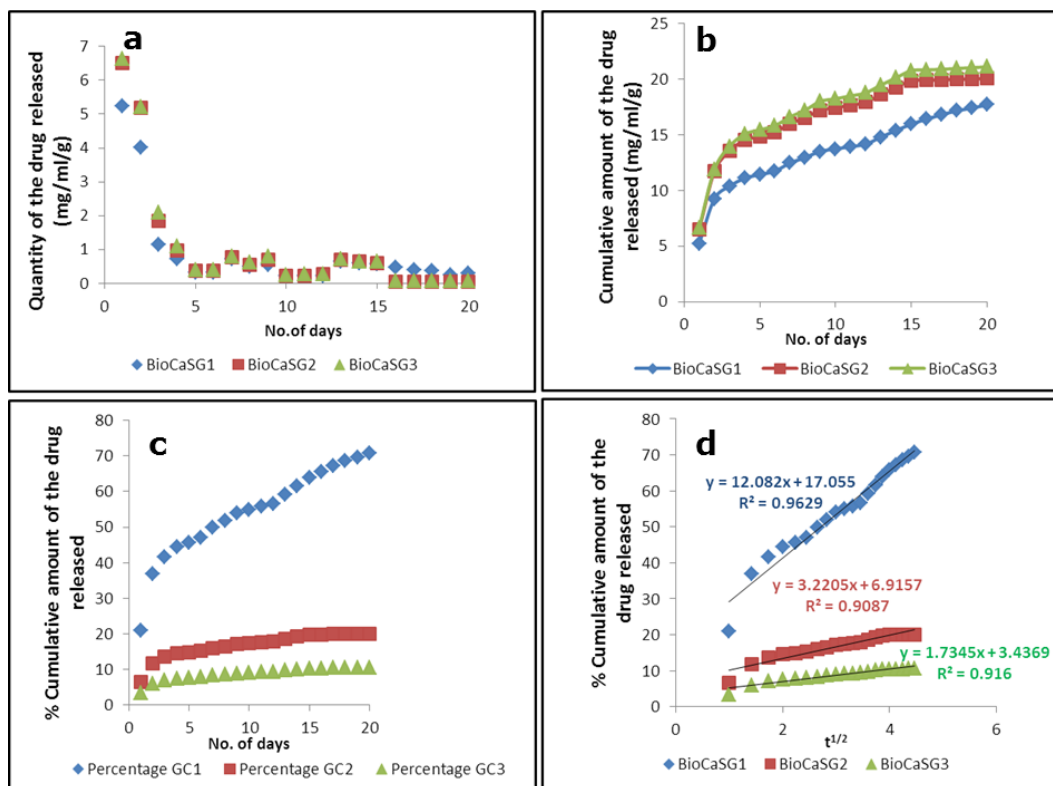 a
Quantity of the drug released
(mg/ml/g)
7
6
5
4
3
2
1
0
0 5 10 15 20
No.of days
BioCaSG1 BioCaSG2 BioCaSG3
b
Cumulative amount of the drug
released (mg/ml/g)
25
20
15
10
5
0
0 5 10 15 20
No. of days
BioCaSG1 BioCaSG2 BioCaSG3
c
% Cumulative amount of the drug
released
80
70
60
50
40
30
20
10
0
0 5 10 15 20
No. of days
Percentage GC1 Percentage GC2 Percentage GC3
d
% Cumulative amount of the
drug released
80
70
60
50
40
30
20
10
0
y = 12.082x + 17.055
R² = 0.9629
y = 3.2205x + 6.9157
R² = 0.9087
y = 1.7345x + 3.4369
R² = 0.916
0 2 4 6
t^1/2
BioCaSG1 BioCaSG2 BioCaSG3